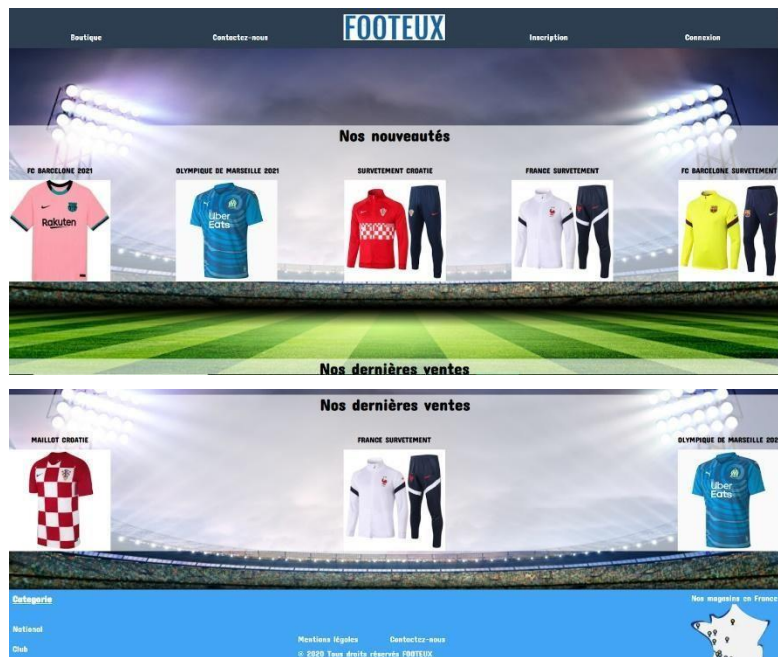 Boutique Contactez-nous FOOTEUX Inscription Connexion
Nos nouveautés
FC BARCELONE 2021 OLYMPIQUE DE MARSEILLE 2021 SURVETEMENT CROATIE FRANCE SURVETEMENT FC BARCELONE SURVETEMENT
Rakuten
Uber
Eats
Nos dernières ventes
Nos dernières ventes
MAILLOT CROATIE FRANCE SURVETEMENT OLYMPIQUE DE MARSEILLE 202
Uber
Eats
Categorie Nos magasins en France
National
Mentions légales Contactez-nous
Club
© 2020 Tous droits réservés FOOTEUX